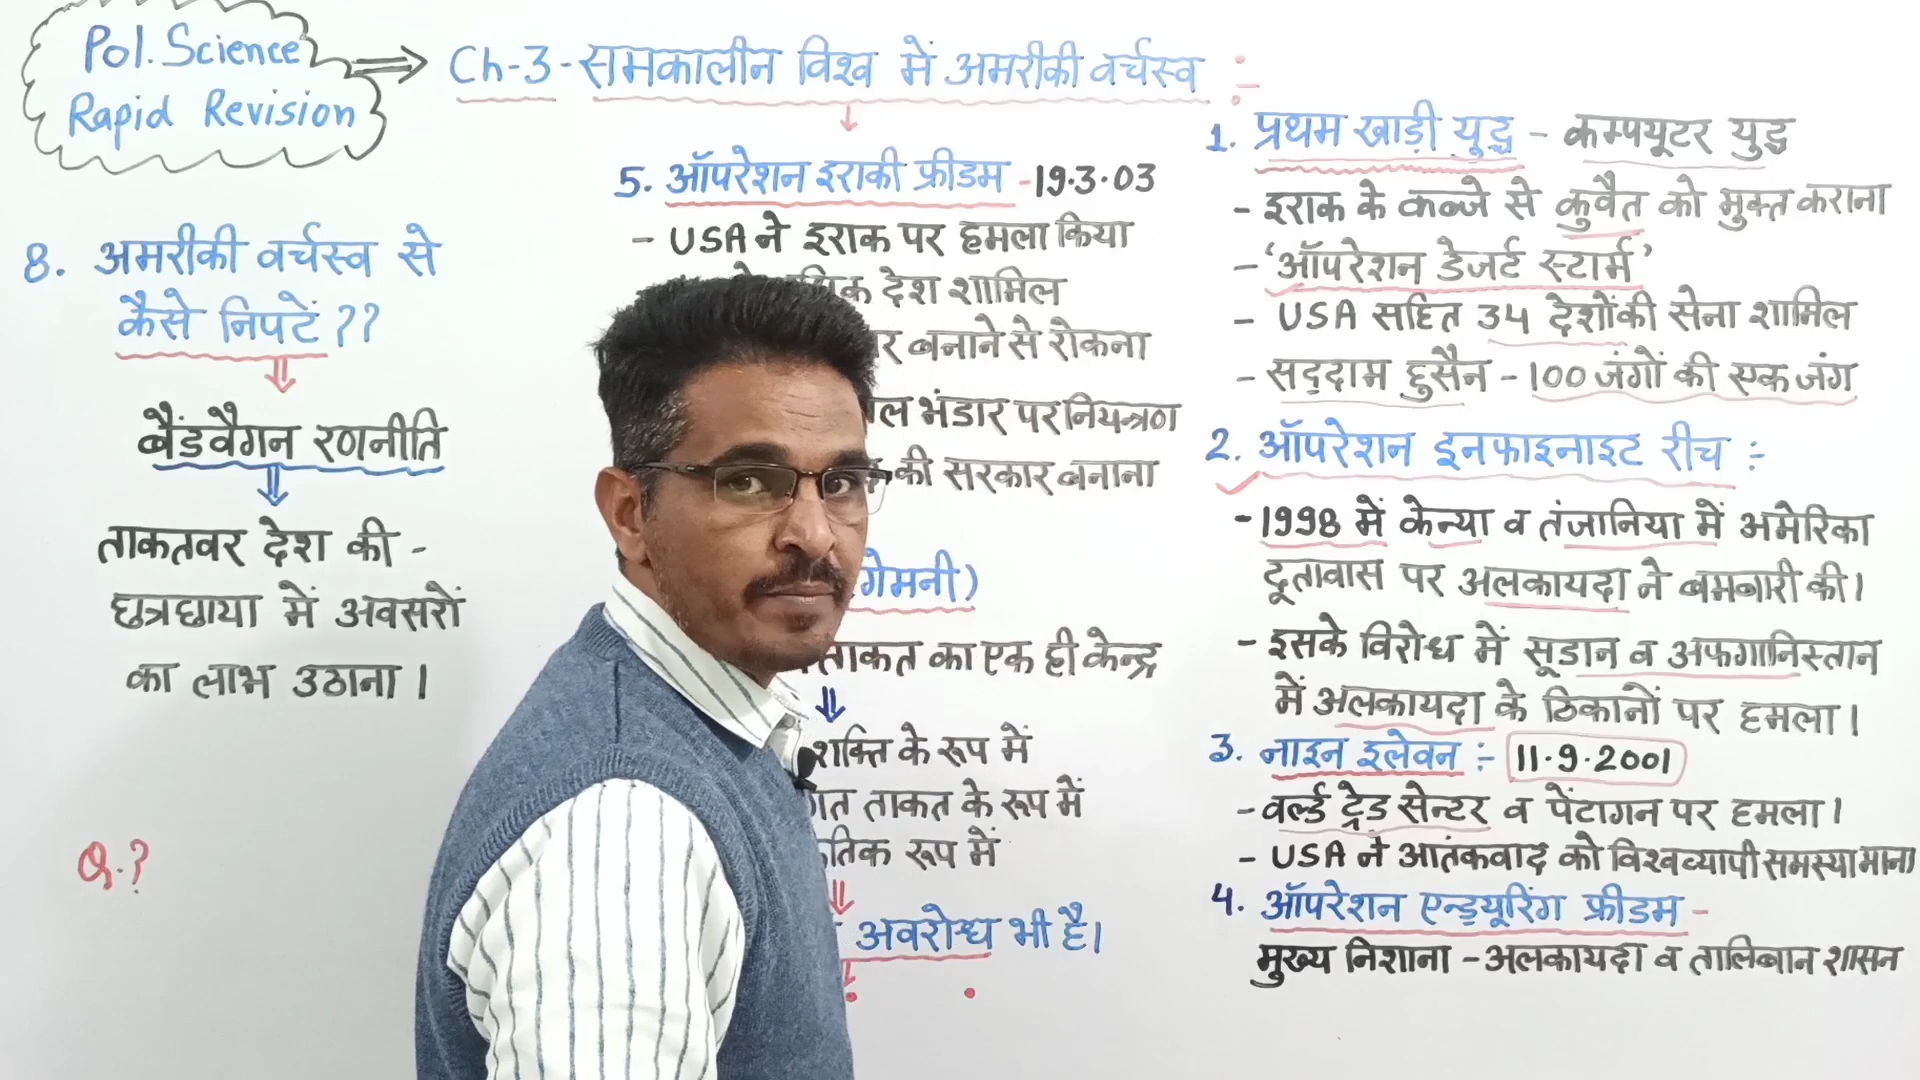 Pol. Science
Rapid Revision
Ch-3-समकालीन विश्व में अमरीकी वर्चस्व :-
1. प्रथम खाड़ी युद्ध - कम्पयूटर युद्ध
- इराक के कब्जे से कुवैत को मुक्त कराना
- 'ऑपरेशन डेजर्ट स्टार्म'
- USA सहित 34 देशों की सेना शामिल
- सद्दाम हुसैन - 100 जंगों की एक जंग
2. ऑपरेशन इनफाइनाइट रीच :-
- 1998 में केन्या व तंजानिया में अमेरिका
दूतावास पर अलकायदा ने बमबारी की।
- इसके विरोध में सूडान व अफगानिस्तान
में अलकायदा के ठिकानों पर हमला।
3. नाइन इलेवन :- 11.9.2001
- वर्ल्ड ट्रेड सेन्टर व पेंटागन पर हमला।
- USA ने आतंकवाद को विश्वव्यापी समस्या माना
4. ऑपरेशन एन्ड्यूरिंग फ्रीडम -
मुख्य निशाना - अलकायदा व तालिबान शासन
5. ऑपरेशन इराकी फ्रीडम - 19.3.03
- USA ने इराक पर हमला किया
देश शामिल
बनाने से रोकना
भंडार पर नियन्त्रण
की सरकार बनाना
गेमनी)
ताकत का एक ही केन्द्र
शक्ति के रूप में
ताकत के रूप में
रूप में
अवरोध भी है।
8. अमरीकी वर्चस्व से
कैसे निपटें ??
बैंडवैगन रणनीति
ताकतवर देश की -
छत्रछाया में अवसरों
का लाभ उठाना।
Q.?